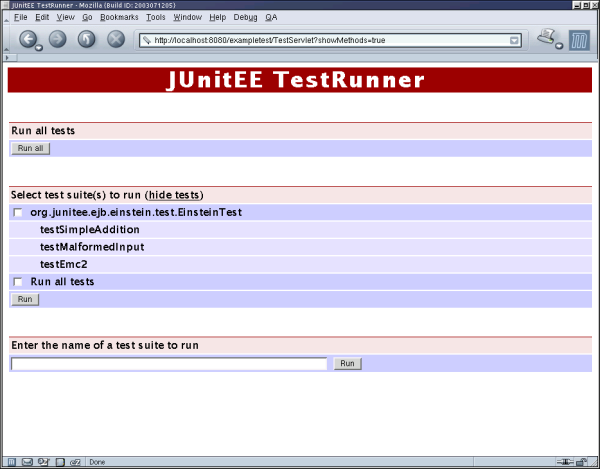 JUnitEE TestRunner - Mozilla {Build ID: 2003071205}
File Edit View Go Bookmarks Tools Window Help Debug QA
http://localhost:8080/exampletest/TestServlet?showMethods=true
JUnitEE TestRunner
Run all tests
Run all
Select test suite(s) to run (hide tests)
org.junitee.ejb.einstein.test.EinsteinTest
testSimpleAddition
testMalformedInput
testEmc2
Run all tests
Run
Enter the name of a test suite to run
Run
Done